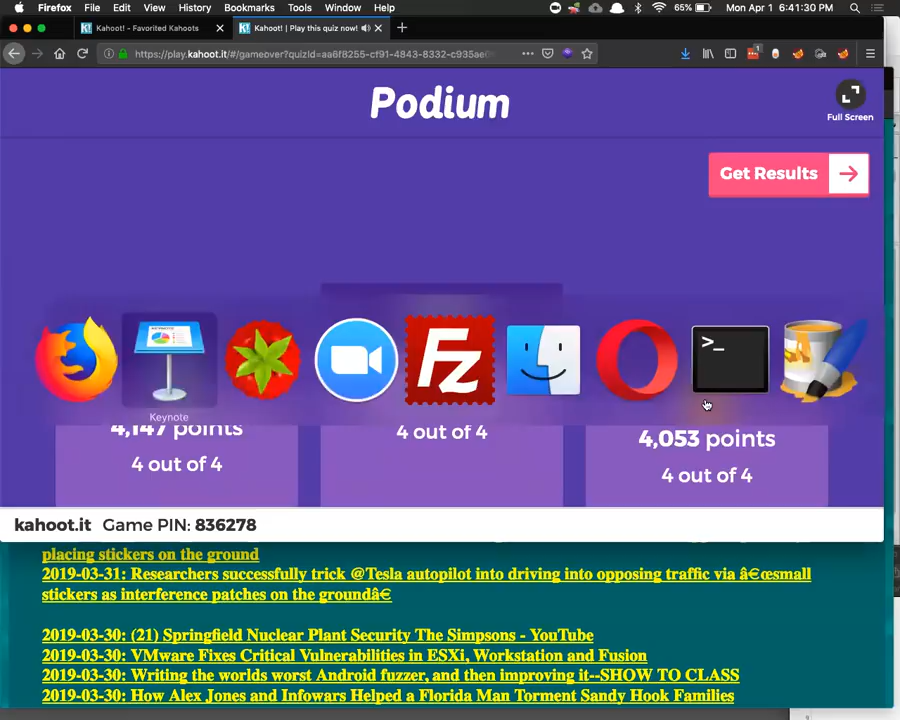 Firefox File Edit View History Bookmarks Tools Window Help 65% Mon Apr 1 6:41:30 PM
Kahoot! - Favorited Kahoots
Kahoot! | Play this quiz now!
https://play.kahoot.it/#/gameover?quizId=aa6f8255-cf91-4843-8332-c935ae
Podium
Full Screen
Get Results
Keynote
4,147 points
4 out of 4
4 out of 4
4,053 points
4 out of 4
kahoot.it Game PIN: 836278
placing stickers on the ground
2019-03-31: Researchers successfully trick @Tesla autopilot into driving into opposing traffic via â€œsmall
stickers as interference patches on the groundâ€
2019-03-30: (21) Springfield Nuclear Plant Security The Simpsons - YouTube
2019-03-30: VMware Fixes Critical Vulnerabilities in ESXi, Workstation and Fusion
2019-03-30: Writing the worlds worst Android fuzzer, and then improving it--SHOW TO CLASS
2019-03-30: How Alex Jones and Infowars Helped a Florida Man Torment Sandy Hook Families